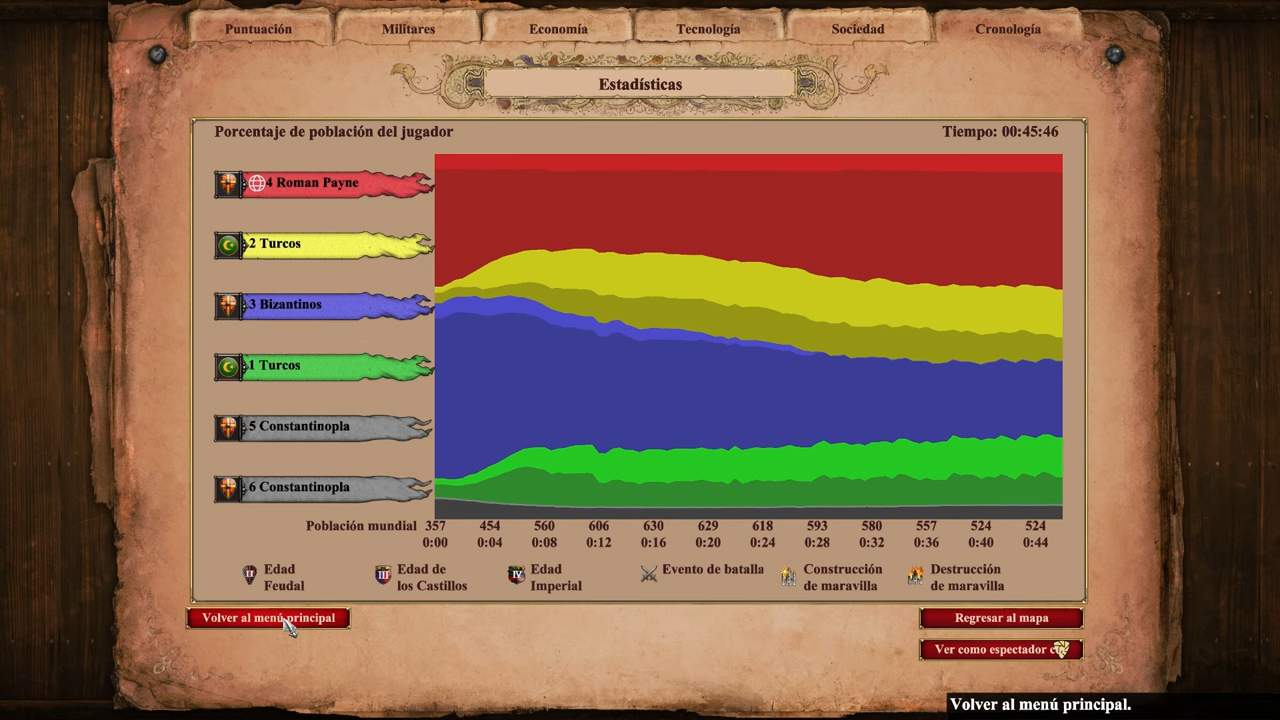 Puntuación
Militares
Economía
Tecnología
Sociedad
Cronología
Estadísticas
Porcentaje de población del jugador
Tiempo: 00:45:46
4 Roman Payne
2 Turcos
3 Bizantinos
1 Turcos
5 Constantinopla
6 Constantinopla
Población mundial 357 454 560 606 630 629 618 593 580 557 524 524
0:00 0:04 0:08 0:12 0:16 0:20 0:24 0:28 0:32 0:36 0:40 0:44
II
Edad
Feudal
III
Edad de
los Castillos
IV
Edad
Imperial
Evento de batalla
Construcción
de maravilla
Destrucción
de maravilla
Volver al menú principal
Regresar al mapa
Ver como espectador
Volver al menú principal.